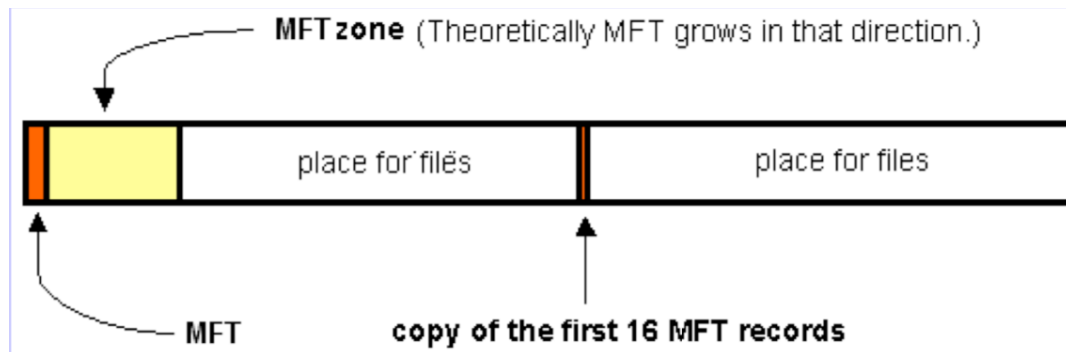 MFT zone (Theoretically MFT grows in that direction.)
place for files
place for files
MFT
copy of the first 16 MFT records